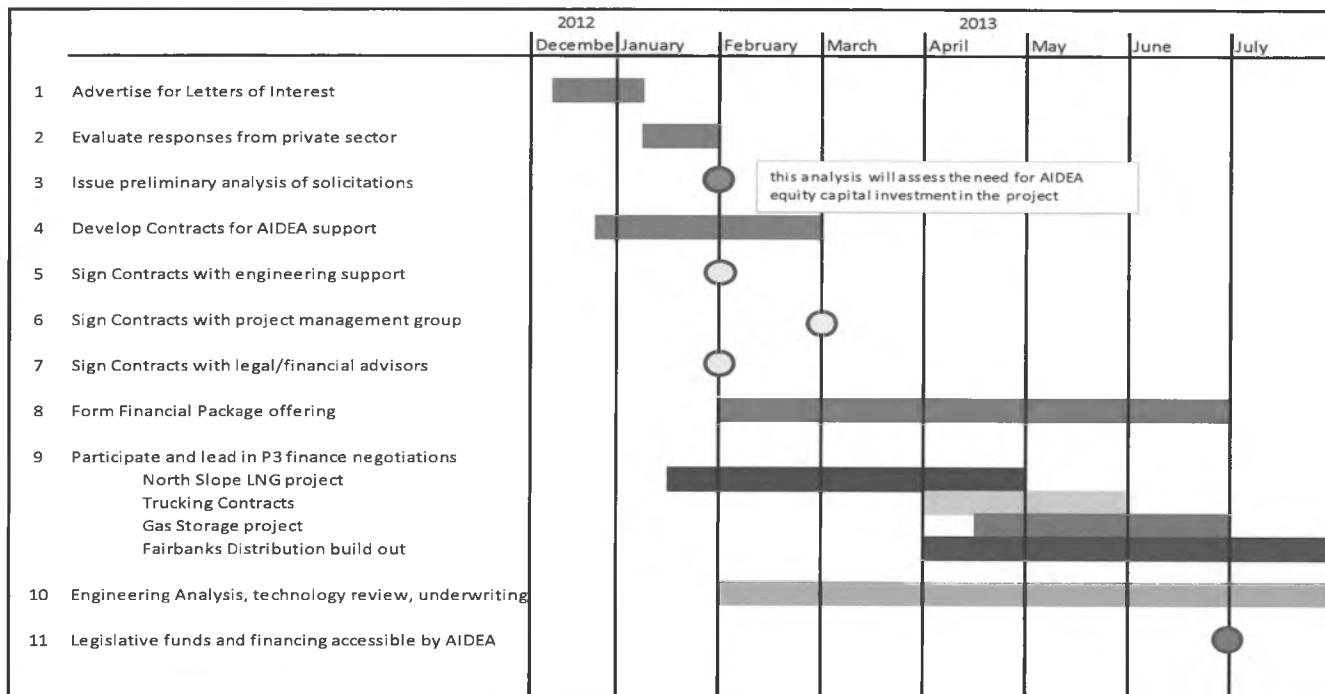 2012 2013
Decembe January February March April May June July
1 Advertise for Letters of Interest
2 Evaluate responses from private sector
3 Issue preliminary analysis of solicitations
this analysis will assess the need for AIDEA
equity capital investment in the project
4 Develop Contracts for AIDEA support
5 Sign Contracts with engineering support
6 Sign Contracts with project management group
7 Sign Contracts with legal/financial advisors
8 Form Financial Package offering
9 Participate and lead in P3 finance negotiations
North Slope LNG project
Trucking Contracts
Gas Storage project
Fairbanks Distribution build out
10 Engineering Analysis, technology review, underwriting
11 Legislative funds and financing accessible by AIDEA